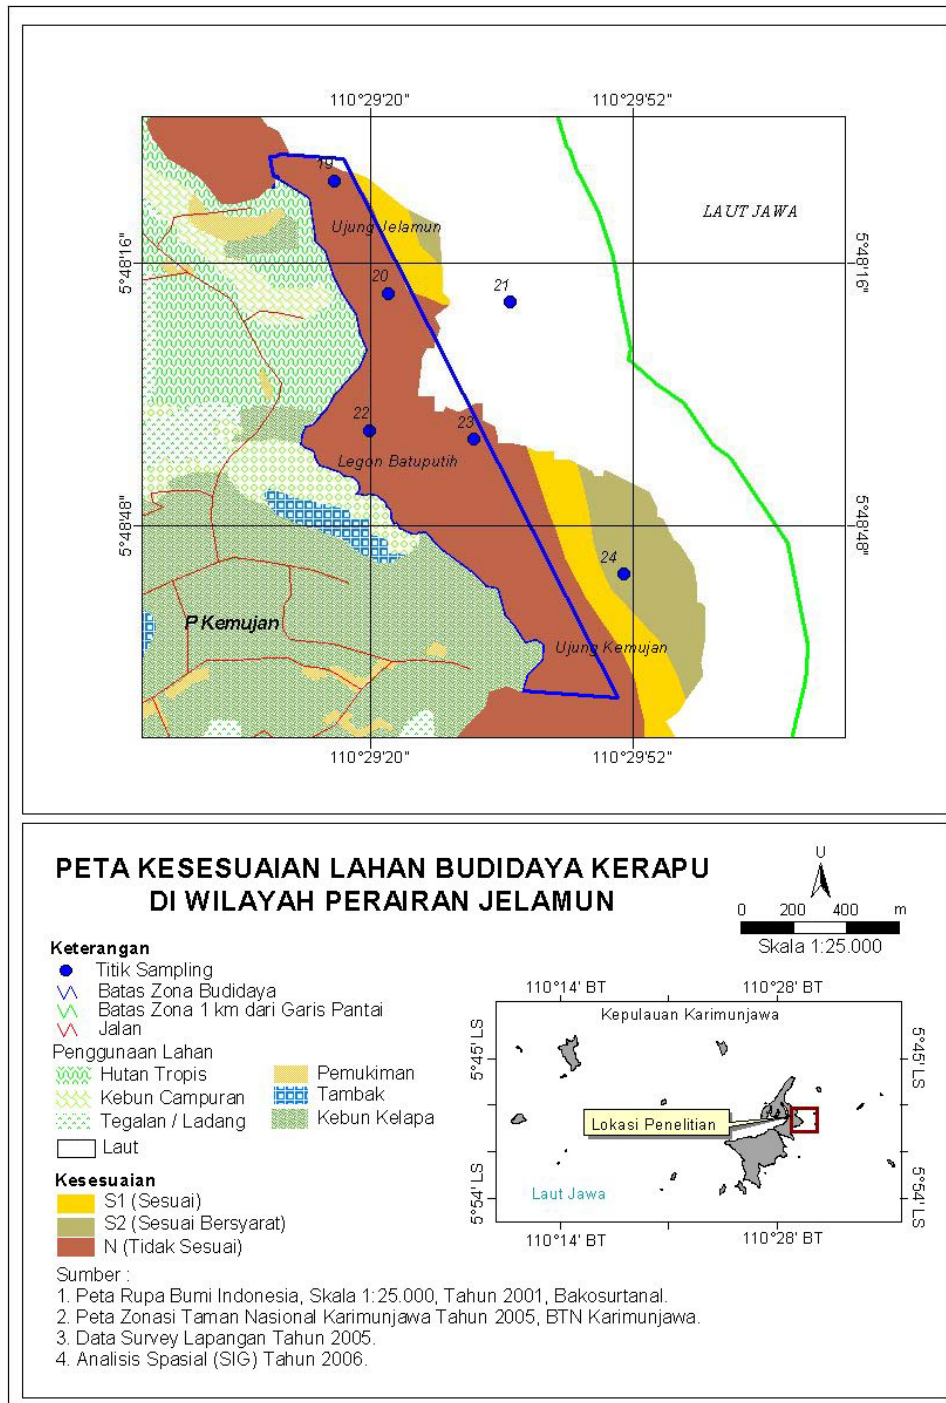 110°29'20"
110°29'52"
19
LAUT JAWA
Ujung Jelamun
5°48'16"
5°48'16"
20
21
22
23
Legon Batuputih
5°48'48"
5°48'48"
24
P Kemujan
Ujung Kemujan
110°29'20"
110°29'52"
PETA KESESUAIAN LAHAN BUDIDAYA KERAPU
DI WILAYAH PERAIRAN JELAMUN
U
0 200 400 m
Skala 1:25.000
Keterangan
Titik Sampling
Batas Zona Budidaya
Batas Zona 1 km dari Garis Pantai
Jalan
Penggunaan Lahan
Hutan Tropis
Kebun Campuran
Tegalan / Ladang
Laut
Pemukiman
Tambak
Kebun Kelapa
Kesesuaian
S1 (Sesuai)
S2 (Sesuai Bersyarat)
N (Tidak Sesuai)
110°14' BT
110°28' BT
Kepulauan Karimunjawa
5°45' LS
5°45' LS
Lokasi Penelitian
Laut Jawa
5°54' LS
5°54' LS
110°14' BT
110°28' BT
Sumber :
1. Peta Rupa Bumi Indonesia, Skala 1:25.000, Tahun 2001, Bakosurtanal.
2. Peta Zonasi Taman Nasional Karimunjawa Tahun 2005, BTN Karimunjawa.
3. Data Survey Lapangan Tahun 2005.
4. Analisis Spasial (SIG) Tahun 2006.